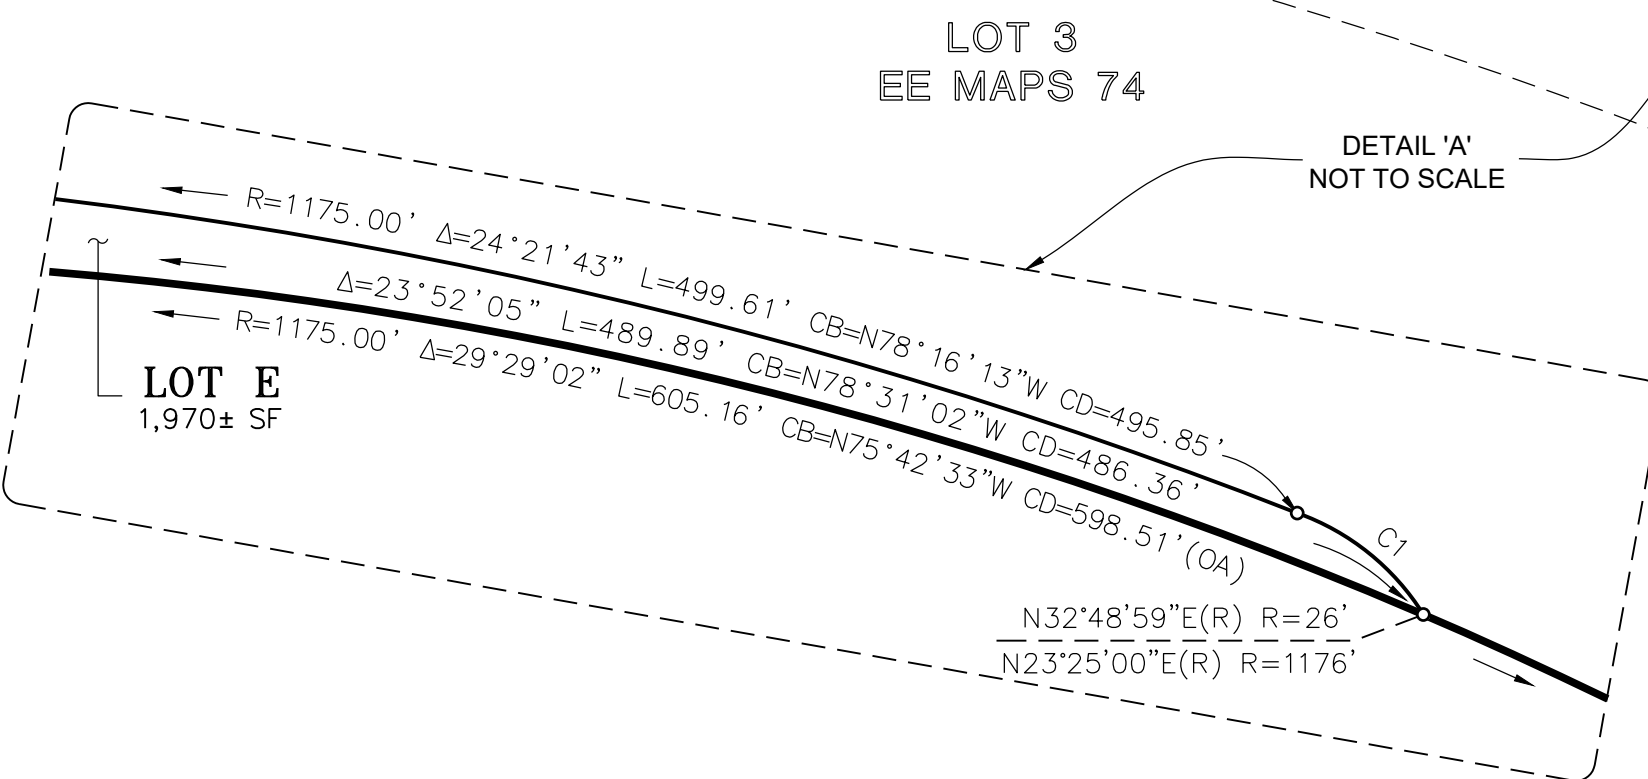 LOT 3
EE MAPS 74
DETAIL 'A'
NOT TO SCALE
R=1175.00' Δ=24°21'43" L=499.61' CB=N78°16'13"W CD=495.85'
Δ=23°52'05" L=489.89' CB=N78°31'02"W CD=486.36'
R=1175.00' Δ=29°29'02" L=605.16' CB=N75°42'33"W CD=598.51'(OA)
LOT E
1,970± SF
C1
N32°48'59"E(R) R=26'
N23°25'00"E(R) R=1176'